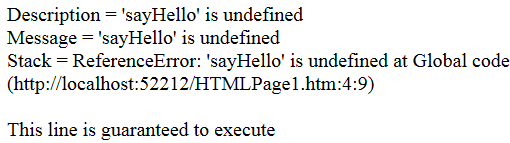 Description = 'sayHello' is undefined
Message = 'sayHello' is undefined
Stack = ReferenceError: 'sayHello' is undefined at Global code
(http://localhost:52212/HTMLPage1.htm:4:9)
This line is guaranteed to execute